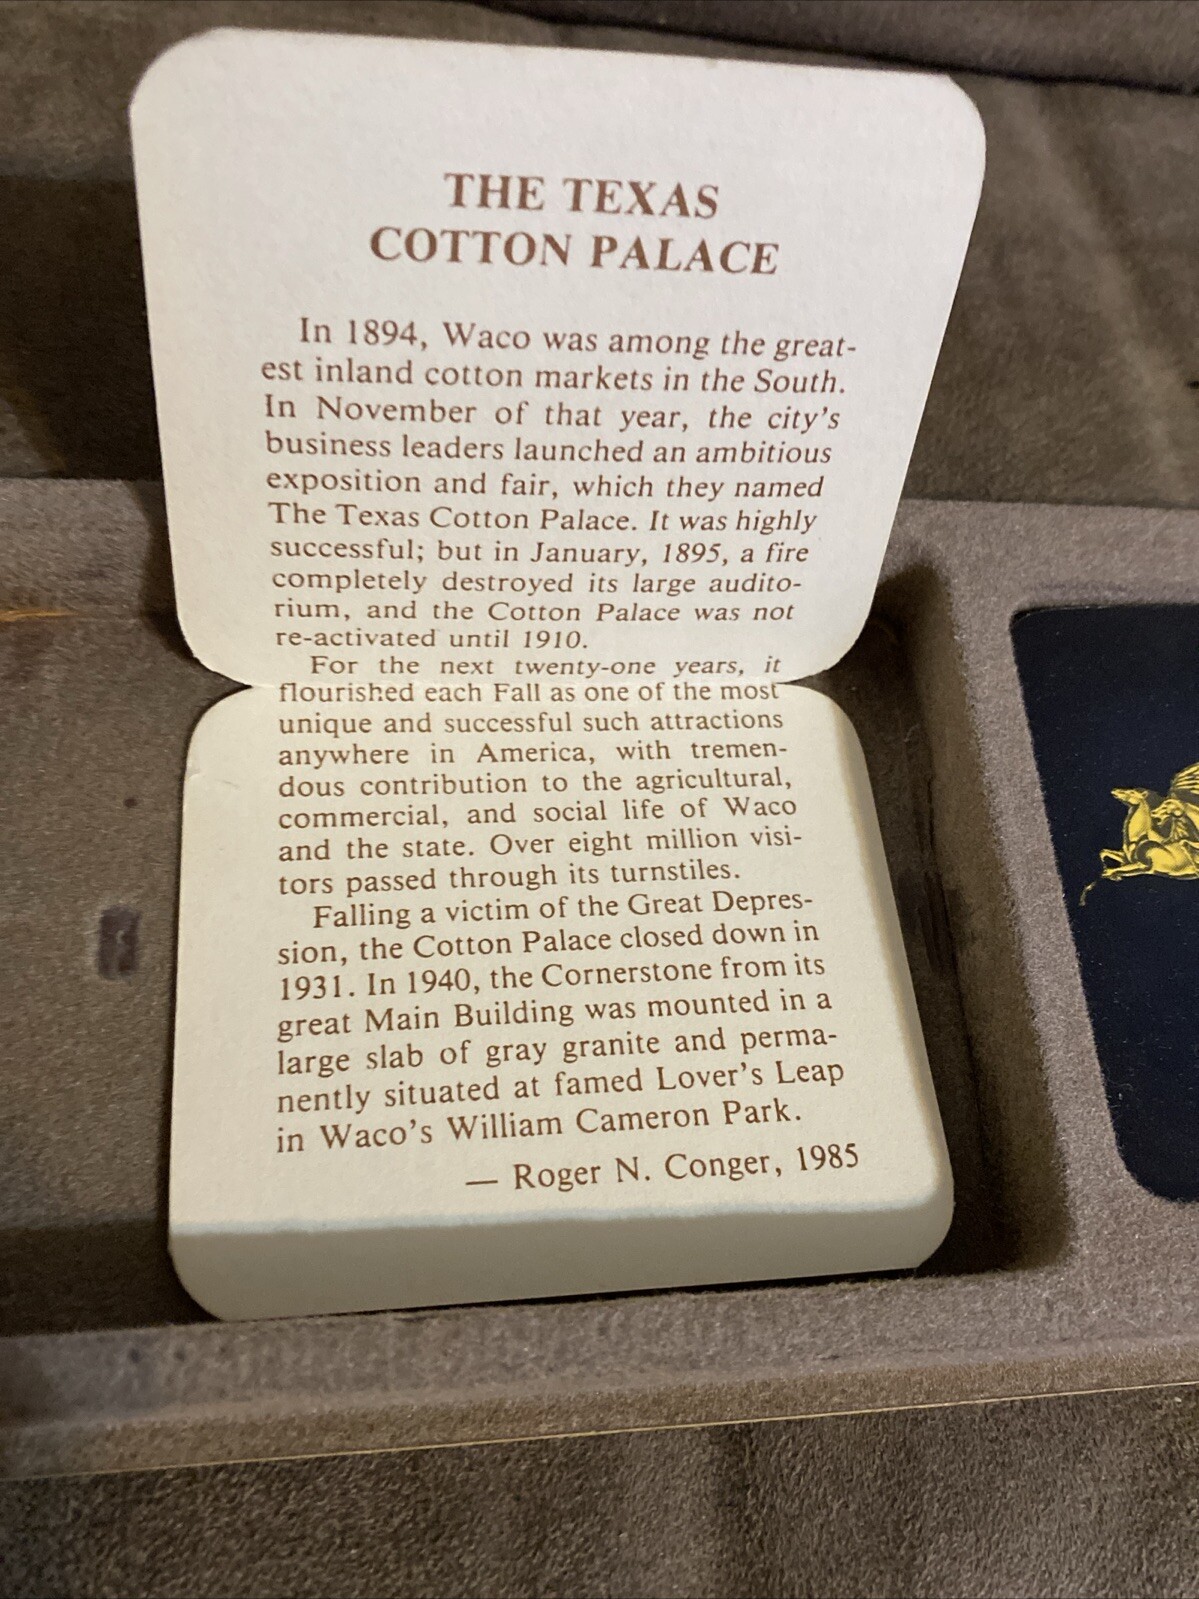 THE TEXAS
COTTON PALACE
In 1894, Waco was among the great-
est inland cotton markets in the South.
In November of that year, the city's
business leaders launched an ambitious
exposition and fair, which they named
The Texas Cotton Palace. It was highly
successful; but in January, 1895, a fire
completely destroyed its large audito-
rium, and the Cotton Palace was not
re-activated until 1910.
For the next twenty-one years, it
flourished each Fall as one of the most
unique and successful such attractions
anywhere in America, with tremen-
dous contribution to the agricultural,
commercial, and social life of Waco
and the state. Over eight million visi-
tors passed through its turnstiles.
Falling a victim of the Great Depres-
sion, the Cotton Palace closed down in
1931. In 1940, the Cornerstone from its
great Main Building was mounted in a
large slab of gray granite and perma-
nently situated at famed Lover's Leap
in Waco's William Cameron Park.
— Roger N. Conger, 1985